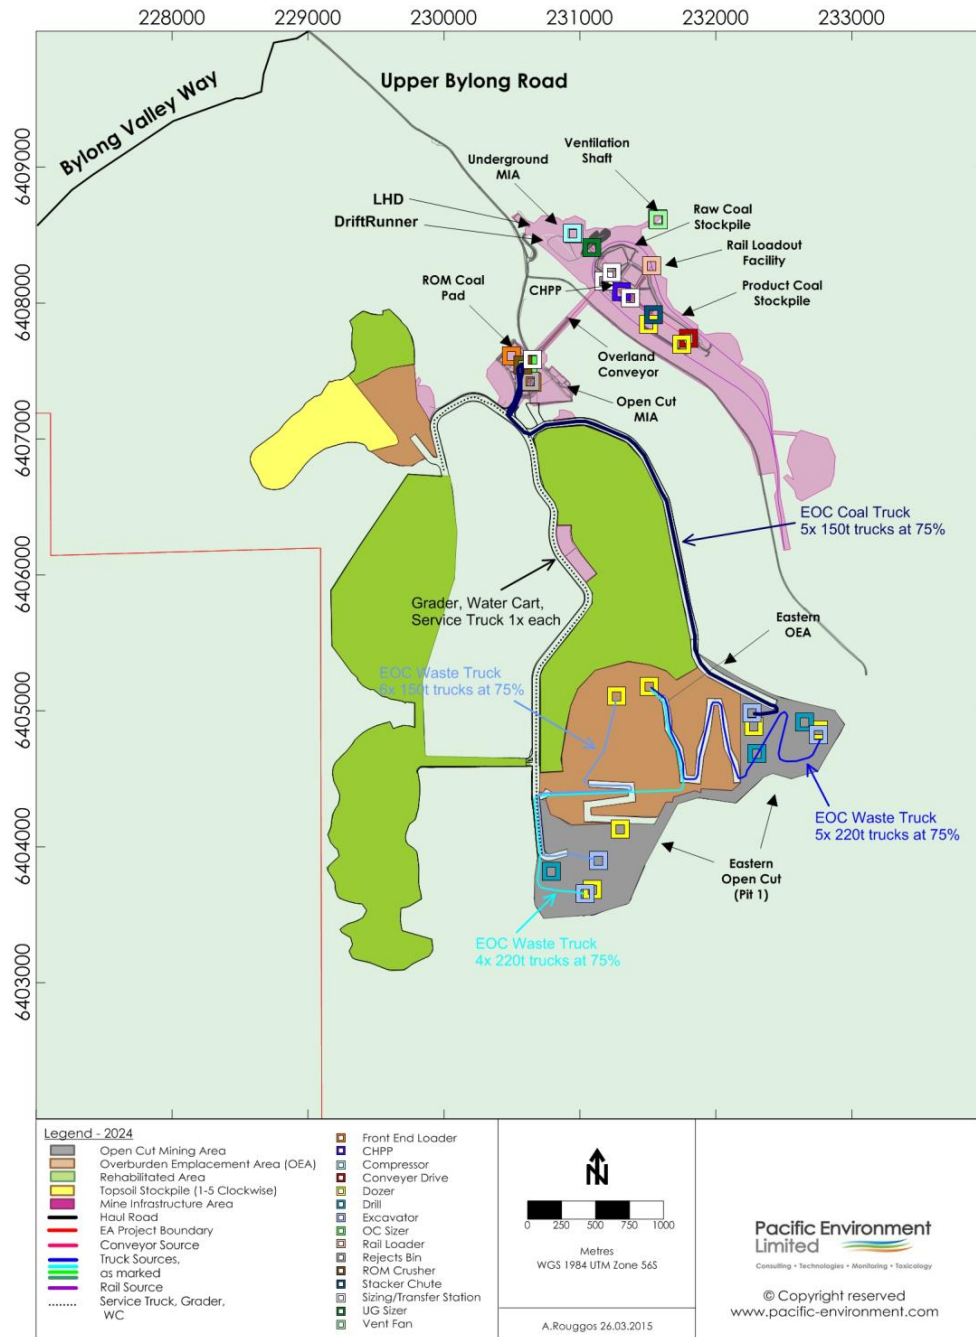 228000
229000
230000
231000
232000
233000
Bylong Valley Way
Upper Bylong Road
6409000
6408000
6407000
6406000
6405000
6404000
6403000
Ventilation
Shaft
Underground
MIA
LHD
DriftRunner
Raw Coal
Stockpile
Rail Loadout
Facility
ROM Coal
Pad
CHPP
Product Coal
Stockpile
Overland
Conveyor
Open Cut
MIA
EOC Coal Truck
5x 150t trucks at 75%
Grader, Water Cart,
Service Truck 1x each
Eastern
OEA
EOC Waste Truck
6x 150t trucks at 75%
EOC Waste Truck
5x 220t trucks at 75%
Eastern
Open Cut
(Pit 1)
EOC Waste Truck
4x 220t trucks at 75%
Legend - 2024
Open Cut Mining Area
Overburden Emplacement Area (OEA)
Rehabilitated Area
Topsoil Stockpile (1-5 Clockwise)
Mine Infrastructure Area
Haul Road
EA Project Boundary
Conveyor Source
Truck Sources,
as marked
Rail Source
Service Truck, Grader,
WC
Front End Loader
CHPP
Compressor
Conveyer Drive
Dozer
Drill
Excavator
OC Sizer
Rail Loader
Rejects Bin
ROM Crusher
Stacker Chute
Sizing/Transfer Station
UG Sizer
Vent Fan
N
0 250 500 750 1000
Metres
WGS 1984 UTM Zone 56S
A.Rouggos 26.03.2015
Pacific Environment
Limited
Consulting • Technologies • Monitoring • Toxicology
© Copyright reserved
www.pacific-environment.com